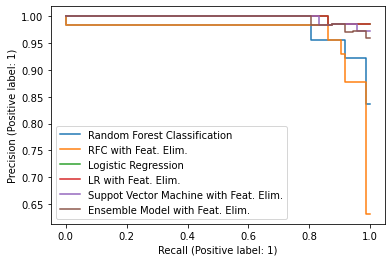 1.00
0.95
0.90
0.85
0.80
0.75
0.70
0.65
Precision (Positive label: 1)
Random Forest Classification
RFC with Feat. Elim.
Logistic Regression
LR with Feat. Elim.
Suppot Vector Machine with Feat. Elim.
Ensemble Model with Feat. Elim.
0.0 0.2 0.4 0.6 0.8 1.0
Recall (Positive label: 1)